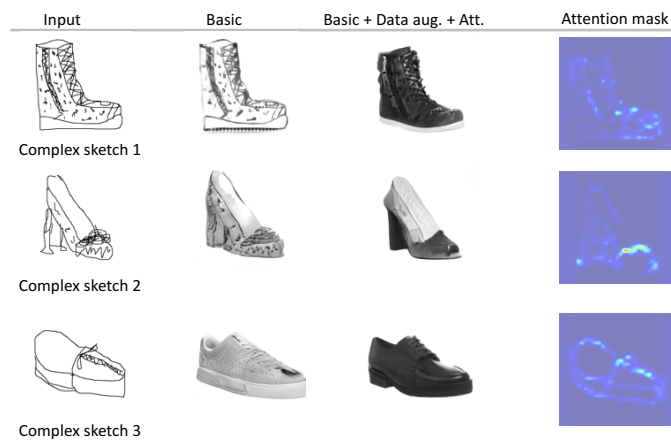 Input Basic Basic + Data aug. + Att. Attention mask
Complex sketch 1
Complex sketch 2
Complex sketch 3